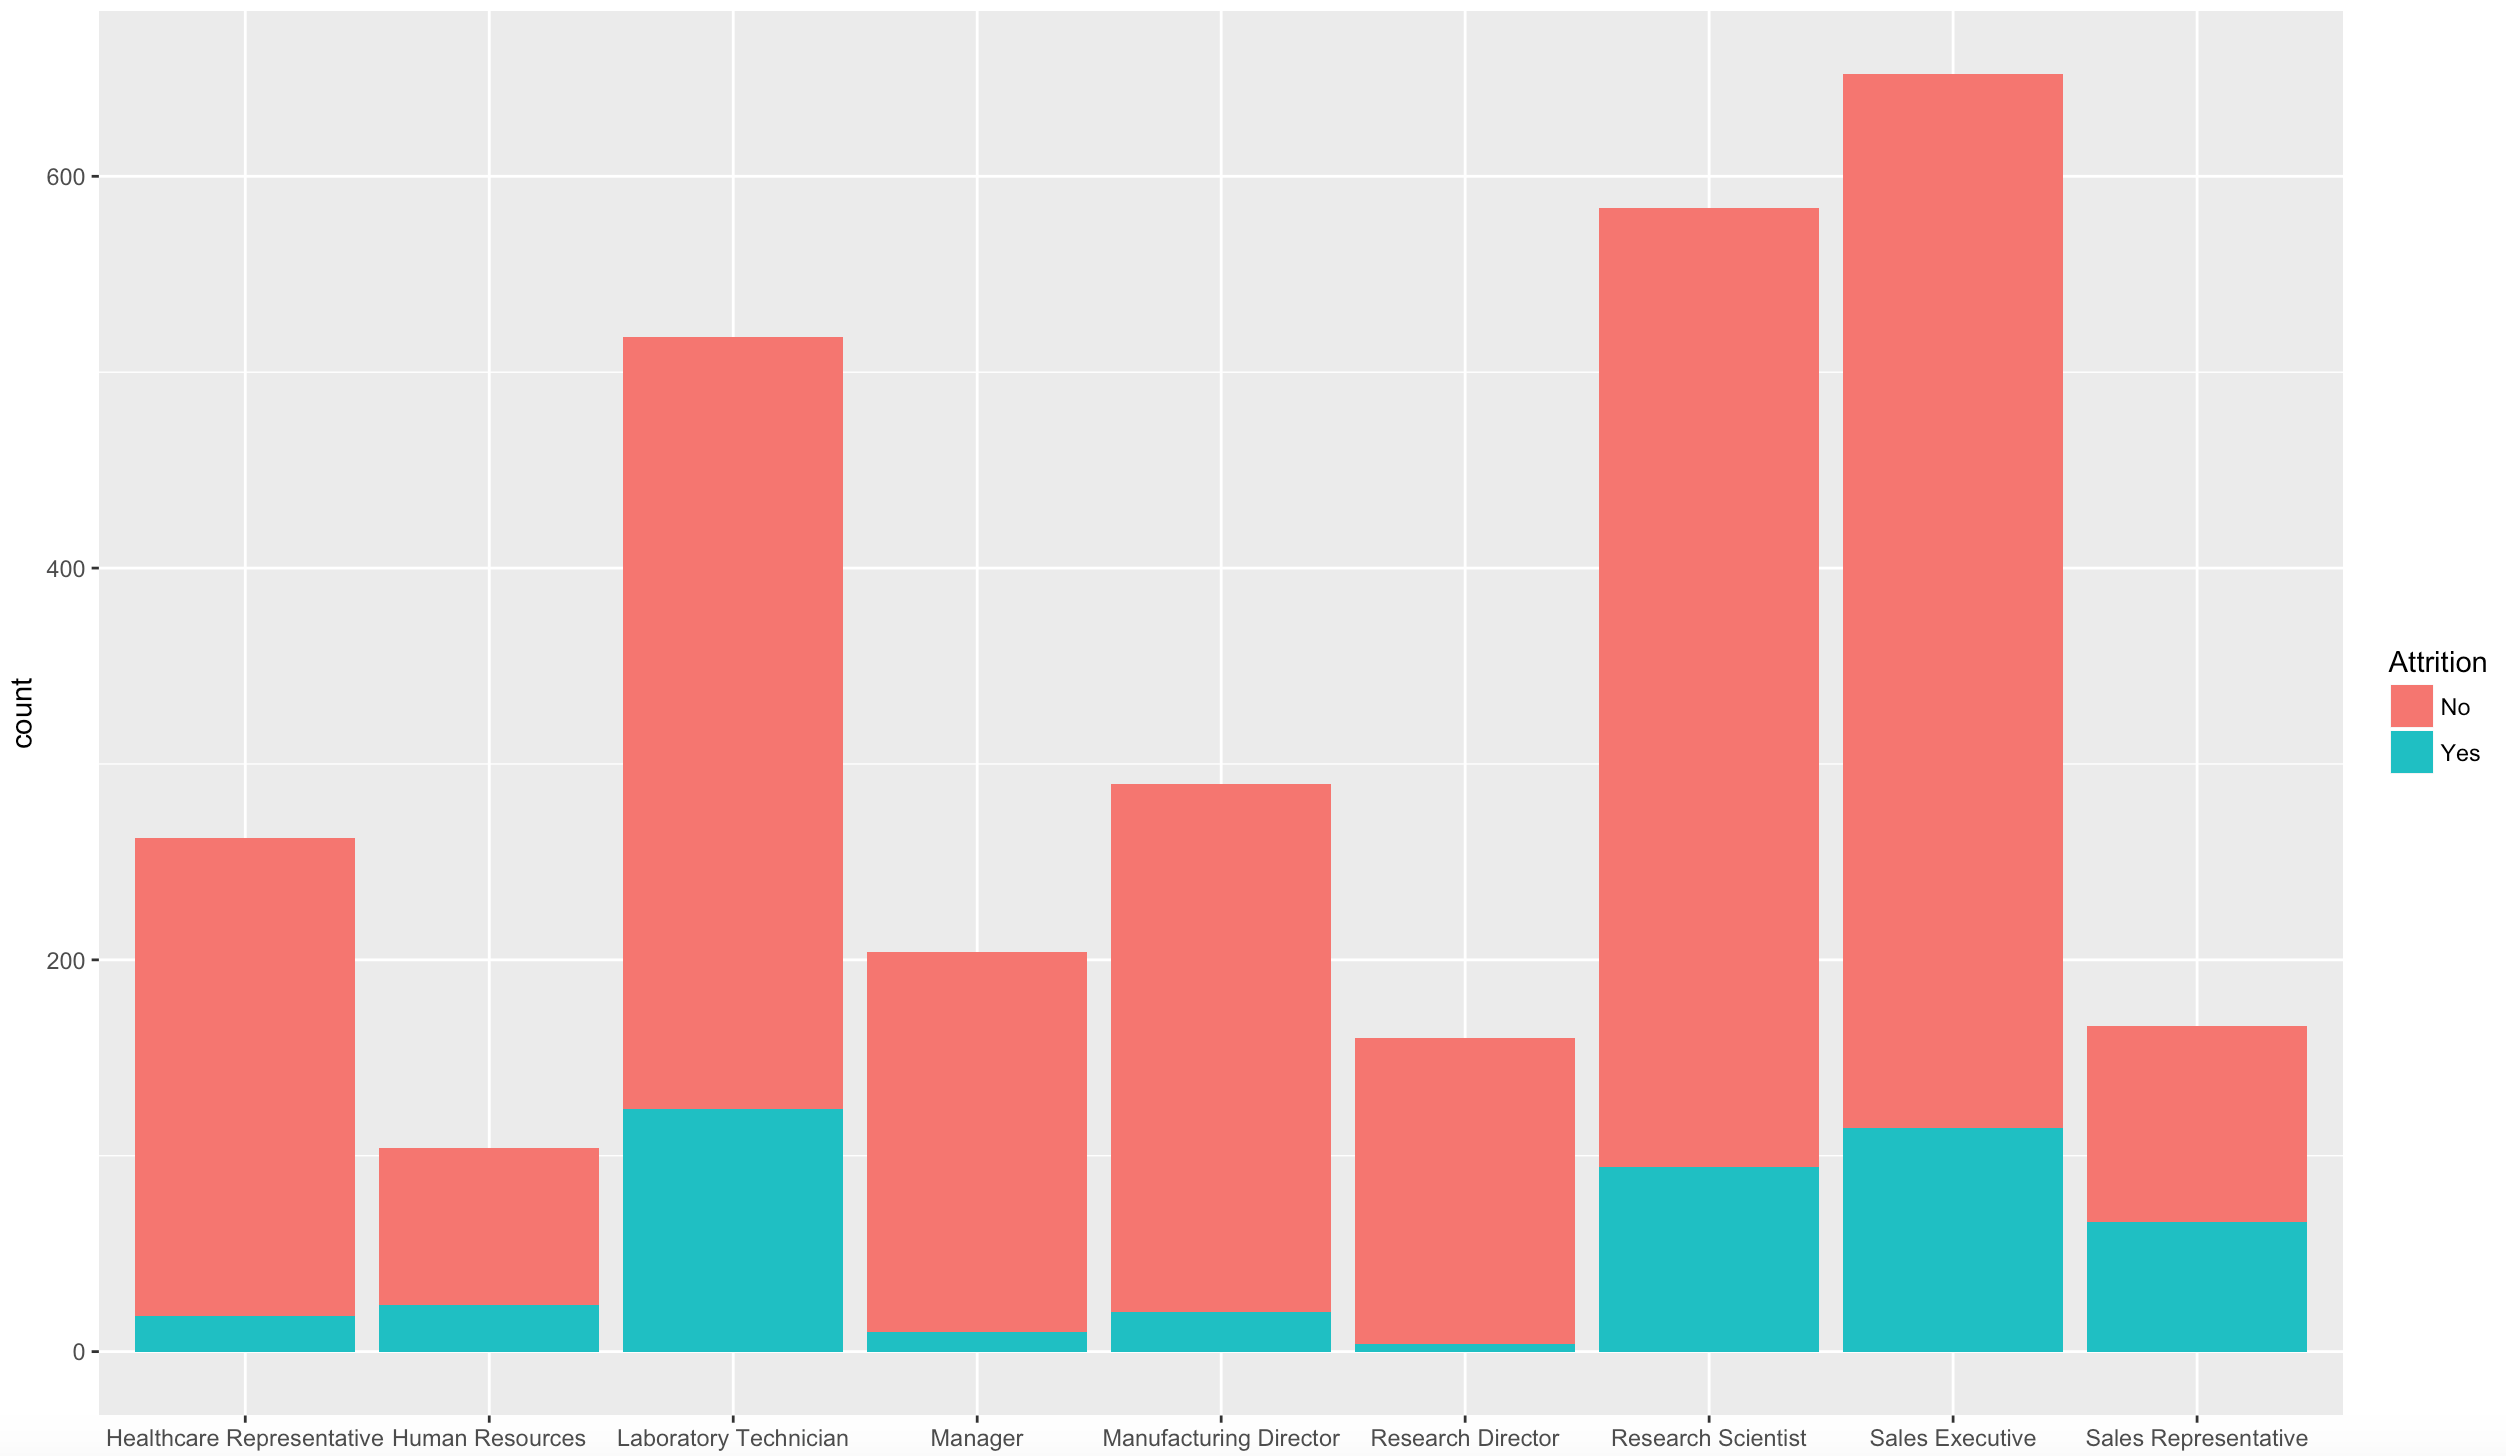 count
600
400
200
0
Healthcare Representative Human Resources Laboratory Technician Manager Manufacturing Director Research Director Research Scientist Sales Executive Sales Representative
Attrition
No
Yes